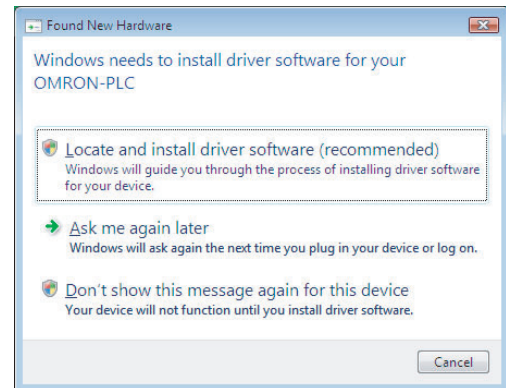 Found New Hardware
Windows needs to install driver software for your
OMRON-PLC
Locate and install driver software (recommended)
Windows will guide you through the process of installing driver software
for your device.
Ask me again later
Windows will ask again the next time you plug in your device or log on.
Don't show this message again for this device
Your device will not function until you install driver software.
Cancel